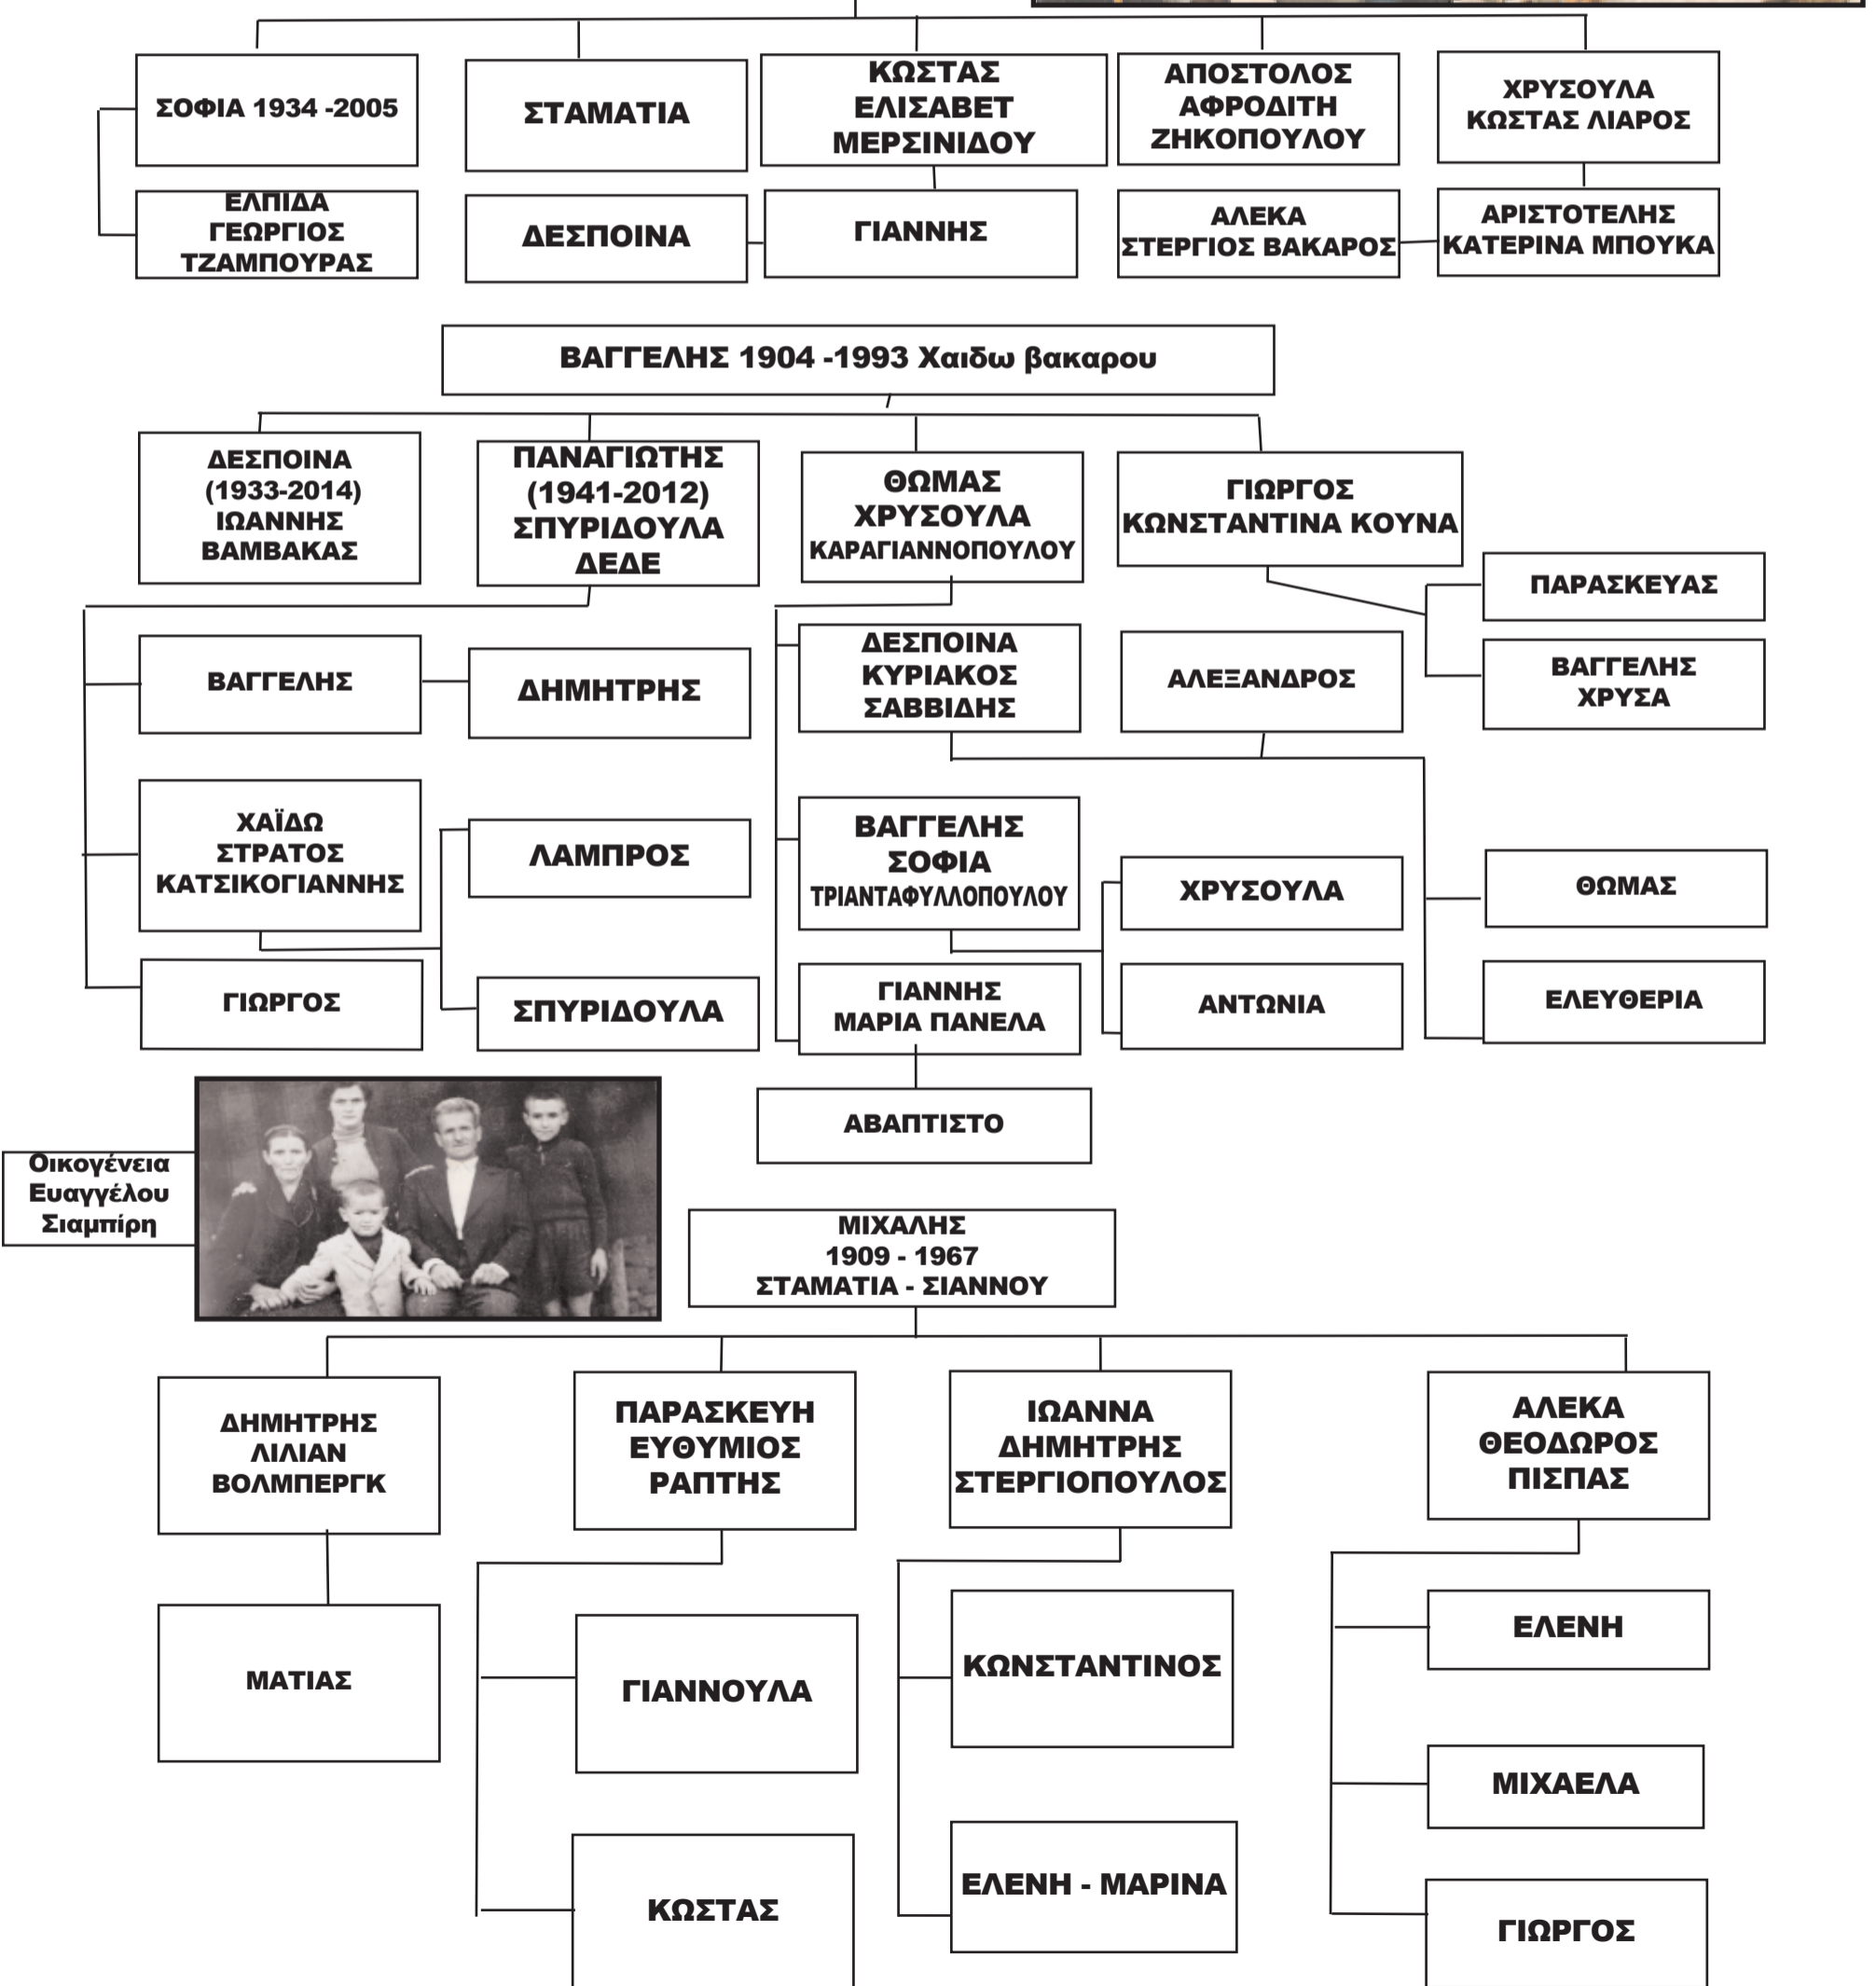 ΣΟΦΙΑ 1934 -2005
ΣΤΑΜΑΤΙΑ
ΚΩΣΤΑΣ
ΕΛΙΣΑΒΕΤ
ΜΕΡΣΙΝΙΔΟΥ
ΑΠΟΣΤΟΛΟΣ
ΑΦΡΟΔΙΤΗ
ΖΗΚΟΠΟΥΛΟΥ
ΧΡΥΣΟΥΛΑ
ΚΩΣΤΑΣ ΛΙΑΡΟΣ
ΕΛΠΙΔΑ
ΓΕΩΡΓΙΟΣ
ΤΖΑΜΠΟΥΡΑΣ
ΔΕΣΠΟΙΝΑ
ΓΙΑΝΝΗΣ
ΑΛΕΚΑ
ΣΤΕΡΓΙΟΣ ΒΑΚΑΡΟΣ
ΑΡΙΣΤΟΤΕΛΗΣ
ΚΑΤΕΡΙΝΑ ΜΠΟΥΚΑ
ΒΑΓΓΕΛΗΣ 1904 -1993 Χαιδω βακαρου
ΔΕΣΠΟΙΝΑ
(1933-2014)
ΙΩΑΝΝΗΣ
ΒΑΜΒΑΚΑΣ
ΠΑΝΑΓΙΩΤΗΣ
(1941-2012)
ΣΠΥΡΙΔΟΥΛΑ
ΔΕΔΕ
ΘΩΜΑΣ
ΧΡΥΣΟΥΛΑ
ΚΑΡΑΓΙΑΝΝΟΠΟΥΛΟΥ
ΓΙΩΡΓΟΣ
ΚΩΝΣΤΑΝΤΙΝΑ ΚΟΥΝΑ
ΠΑΡΑΣΚΕΥΑΣ
ΒΑΓΓΕΛΗΣ
ΔΗΜΗΤΡΗΣ
ΔΕΣΠΟΙΝΑ
ΚΥΡΙΑΚΟΣ
ΣΑΒΒΙΔΗΣ
ΑΛΕΞΑΝΔΡΟΣ
ΒΑΓΓΕΛΗΣ
ΧΡΥΣΑ
ΧΑΪΔΩ
ΣΤΡΑΤΟΣ
ΚΑΤΣΙΚΟΓΙΑΝΝΗΣ
ΛΑΜΠΡΟΣ
ΒΑΓΓΕΛΗΣ
ΣΟΦΙΑ
ΤΡΙΑΝΤΑΦΥΛΛΟΠΟΥΛΟΥ
ΧΡΥΣΟΥΛΑ
ΘΩΜΑΣ
ΓΙΩΡΓΟΣ
ΣΠΥΡΙΔΟΥΛΑ
ΓΙΑΝΝΗΣ
ΜΑΡΙΑ ΠΑΝΕΛΑ
ΑΝΤΩΝΙΑ
ΕΛΕΥΘΕΡΙΑ
ΑΒΑΠΤΙΣΤΟ
Οικογένεια
Ευαγγέλου
Σιαμπίρη
ΜΙΧΑΛΗΣ
1909 - 1967
ΣΤΑΜΑΤΙΑ - ΣΙΑΝΝΟΥ
ΔΗΜΗΤΡΗΣ
ΛΙΛΙΑΝ
ΒΟΛΜΠΕΡΓΚ
ΠΑΡΑΣΚΕΥΗ
ΕΥΘΥΜΙΟΣ
ΡΑΠΤΗΣ
ΙΩΑΝΝΑ
ΔΗΜΗΤΡΗΣ
ΣΤΕΡΓΙΟΠΟΥΛΟΣ
ΑΛΕΚΑ
ΘΕΟΔΩΡΟΣ
ΠΙΣΠΑΣ
ΜΑΤΙΑΣ
ΓΙΑΝΝΟΥΛΑ
ΚΩΝΣΤΑΝΤΙΝΟΣ
ΕΛΕΝΗ
ΜΙΧΑΕΛΑ
ΚΩΣΤΑΣ
ΕΛΕΝΗ - ΜΑΡΙΝΑ
ΓΙΩΡΓΟΣ